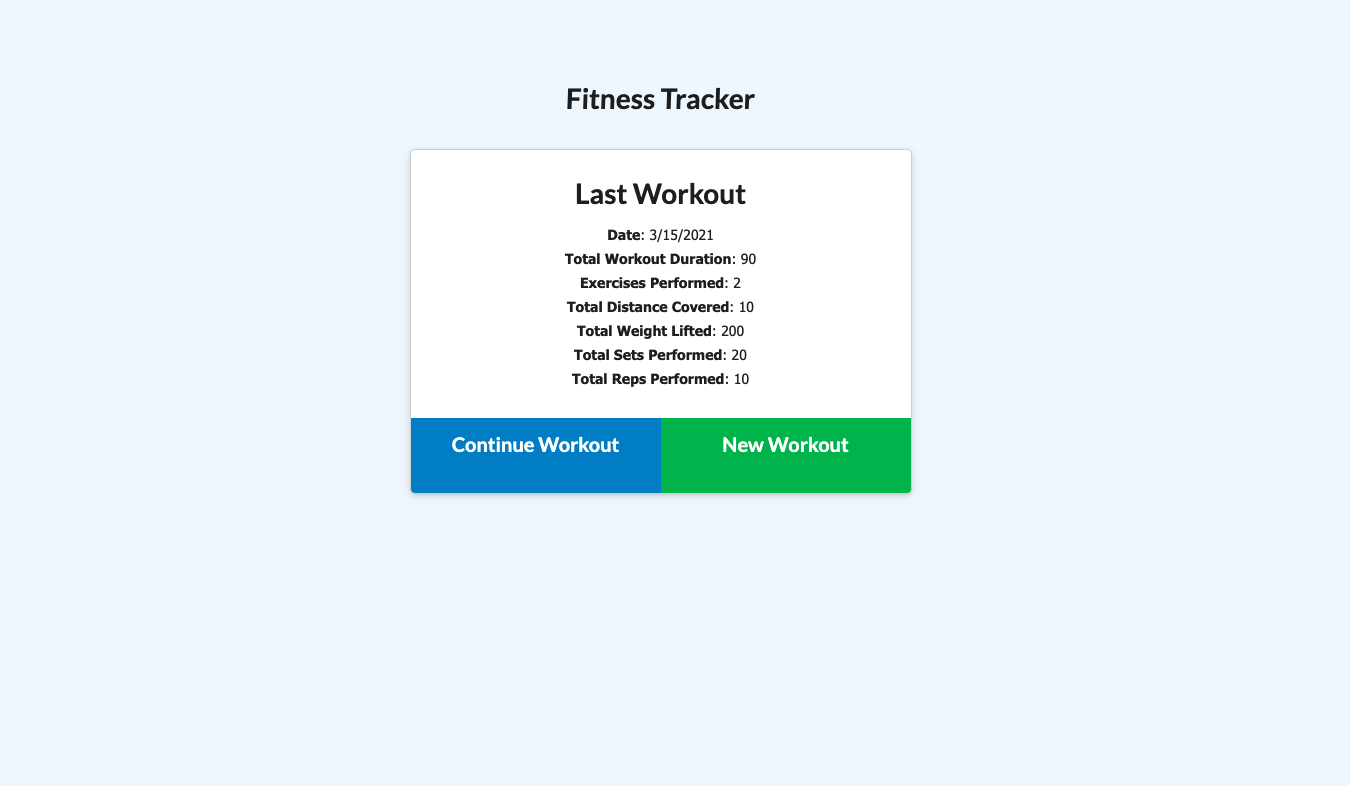 Fitness Tracker
Last Workout
Date: 3/15/2021
Total Workout Duration: 90
Exercises Performed: 2
Total Distance Covered: 10
Total Weight Lifted: 200
Total Sets Performed: 20
Total Reps Performed: 10
Continue Workout
New Workout